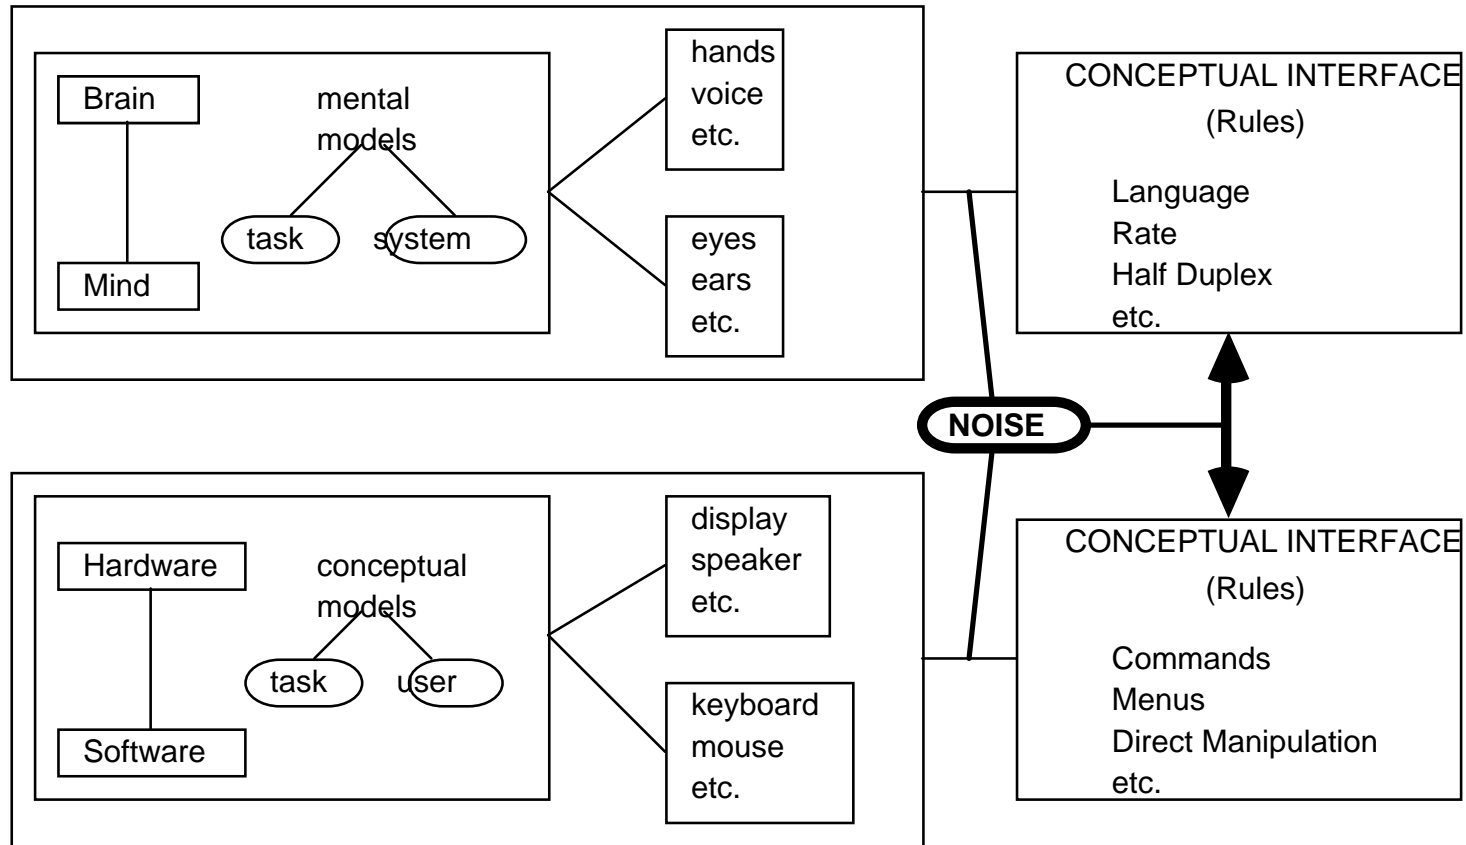 Brain
Mind
mental
models
task
system
hands
voice
etc.
eyes
ears
etc.
CONCEPTUAL INTERFACE
(Rules)
Language
Rate
Half Duplex
etc.
NOISE
Hardware
Software
conceptual
models
task
user
display
speaker
etc.
keyboard
mouse
etc.
CONCEPTUAL INTERFACE
(Rules)
Commands
Menus
Direct Manipulation
etc.